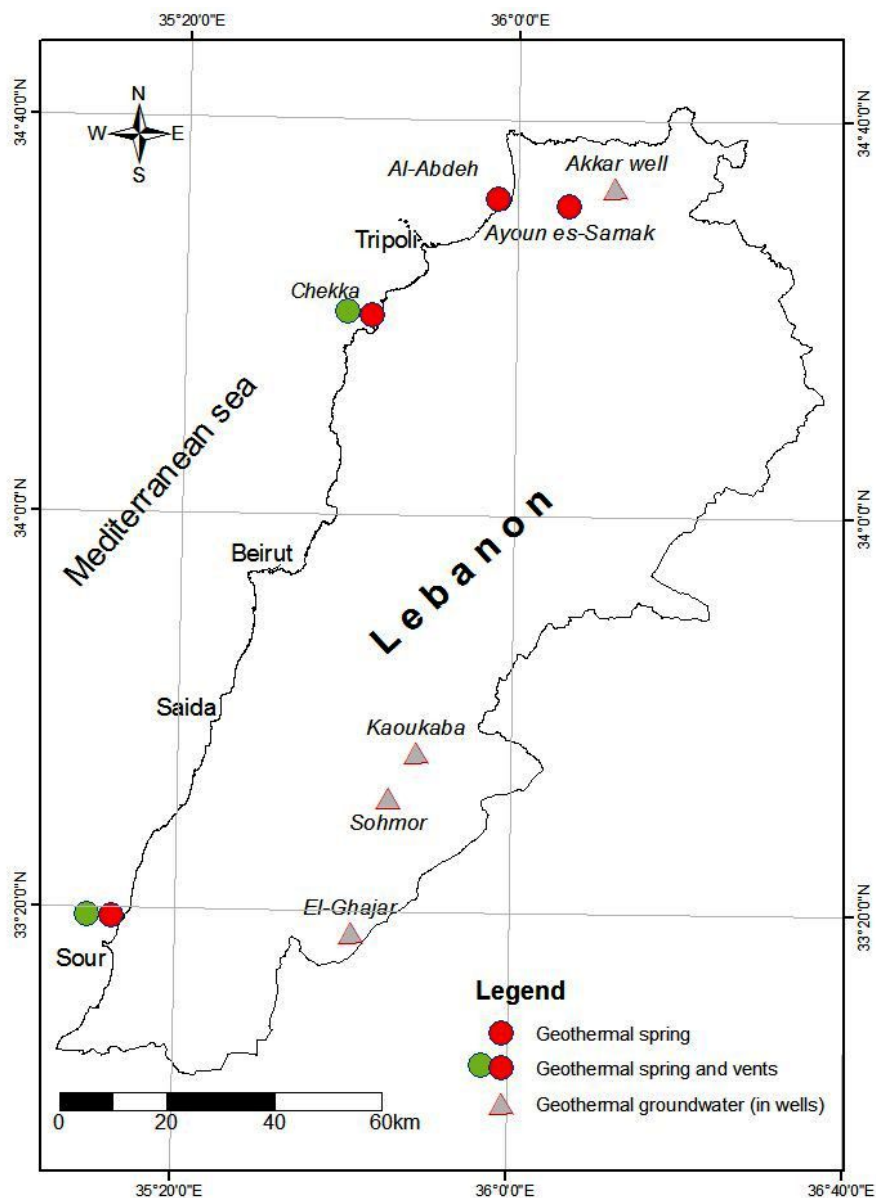 35°20'0"E
36°0'0"E
34°40'0"N
34°40'0"N
N
W
E
S
Al-Abdeh
Akkar well
Ayoun es-Samak
Tripoli
Chekka
Mediterranean sea
34°0'0"N
34°0'0"N
Lebanon
Beirut
Saida
Kaoukaba
Sohmor
33°20'0"N
33°20'0"N
El-Ghajar
Sour
Legend
Geothermal spring
Geothermal spring and vents
Geothermal groundwater (in wells)
0
20
40
60km
35°20'0"E
36°0'0"E
36°40'0"E